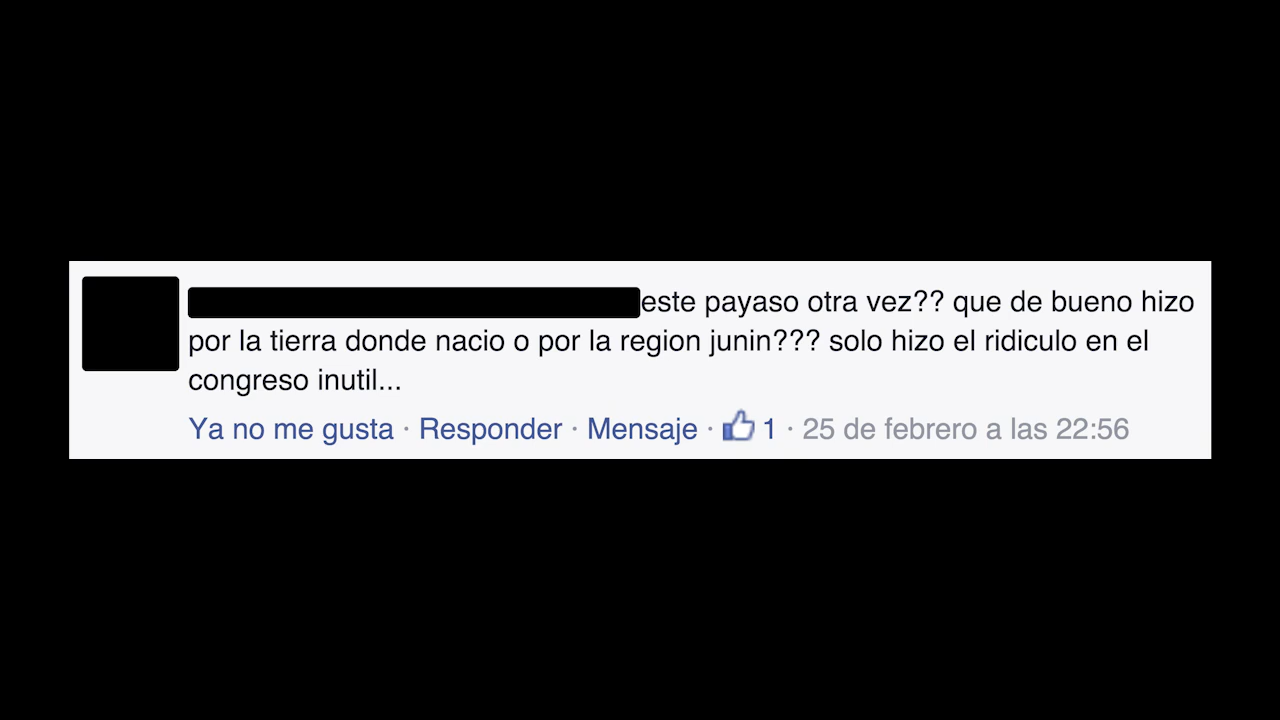 este payaso otra vez?? que de bueno hizo
por la tierra donde nacio o por la region junin??? solo hizo el ridiculo en el
congreso inutil...
Ya no me gusta · Responder · Mensaje · 1 · 25 de febrero a las 22:56